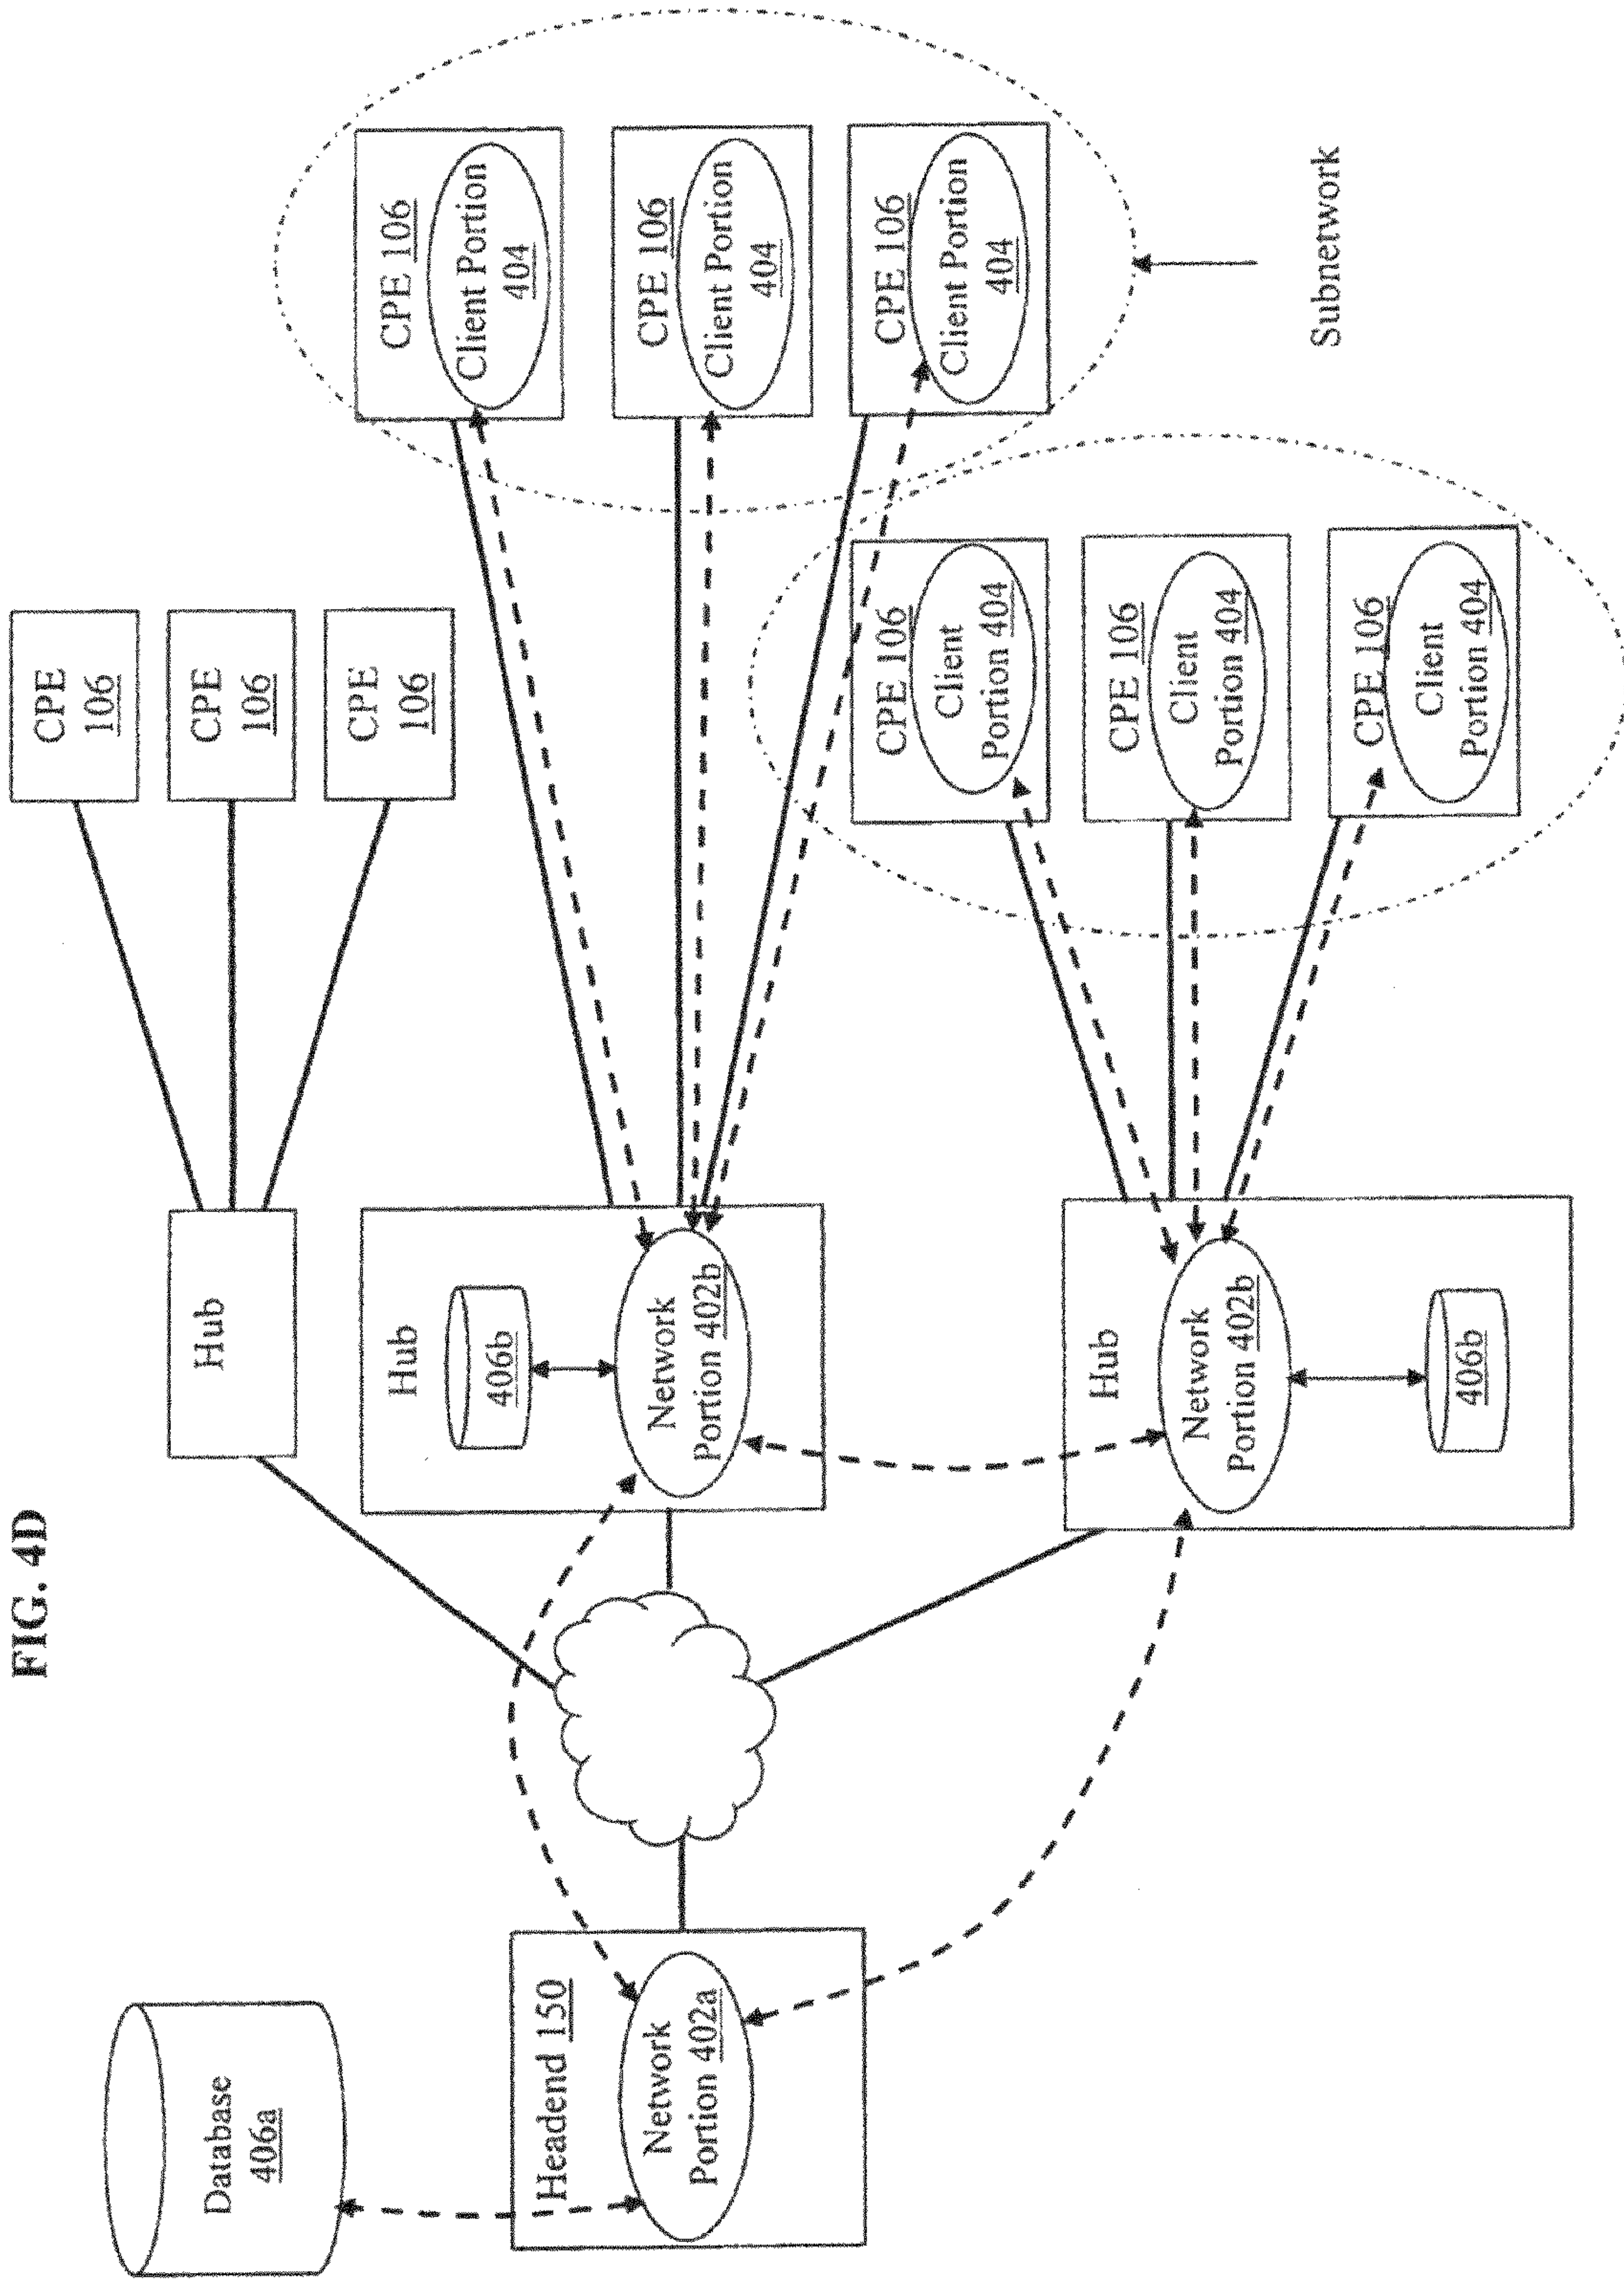 FIG. 4D
Database
406a
Headend 150
Network
Portion 402a
Hub
Hub
406b
Network
Portion 402b
Hub
Network
Portion 402b
406b
CPE
106
CPE
106
CPE
106
CPE 106
Client Portion
404
CPE 106
Client Portion
404
CPE 106
Client Portion
404
CPE 106
Client
Portion 404
CPE 106
Client
Portion 404
CPE 106
Client
Portion 404
Subnetwork